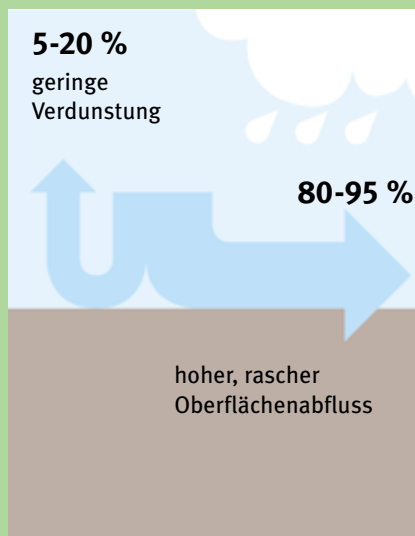 5-20 %
geringe
Verdunstung
80-95 %
hoher, rascher
Oberflächenabfluss